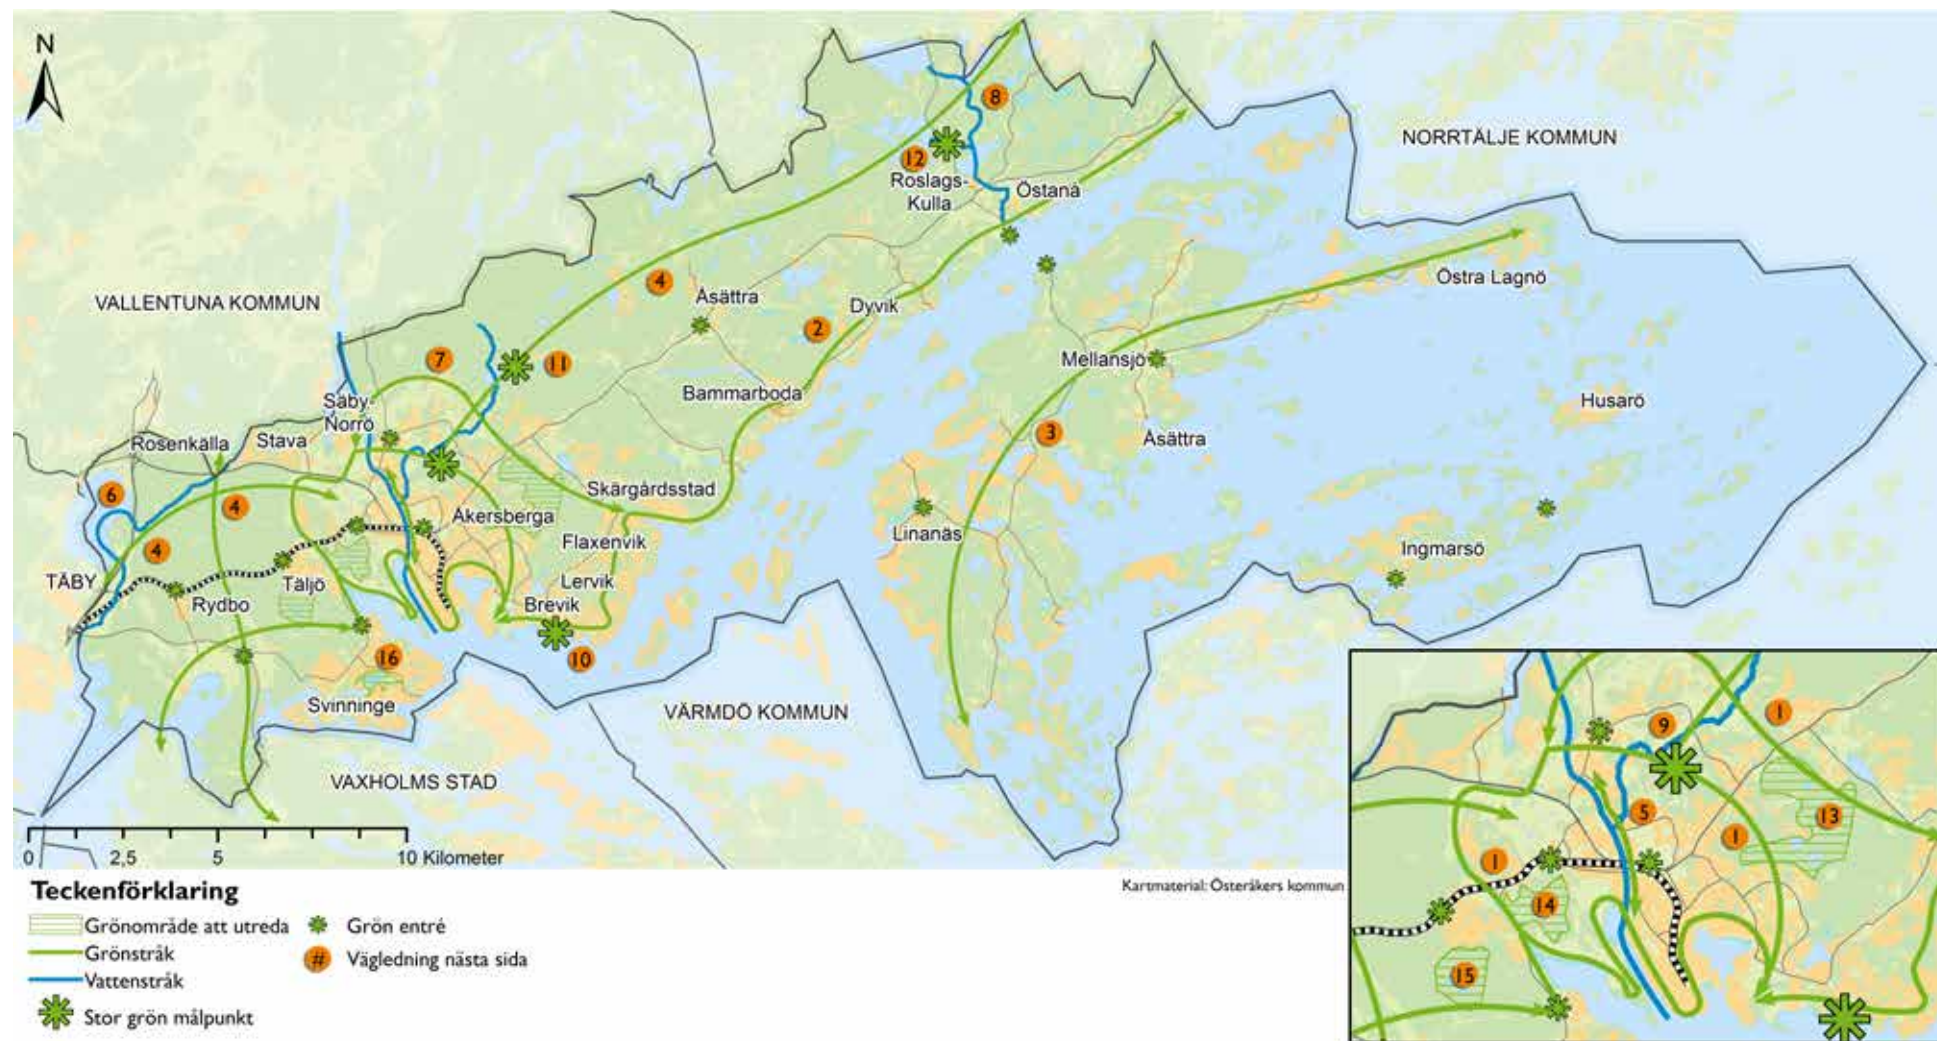 N
8
NORRTÄLJE KOMMUN
12
Roslags-
Kulla
Östanå
4
Åsättra
Östra Lagnö
VALLENTUNA KOMMUN
Dyvik
2
7
11
Mellansjö
Bammarboda
Säby-
Norrö
Husarö
Rosenkälla
Stava
3
Åsättra
6
4
Skärgårdsstad
Åkersberga
Linanäs
4
Flaxenvik
Ingmarsö
TÄBY
Täljö
Lervik
Rydbo
Brevik
16
10
Svinninge
VÄRMDÖ KOMMUN
VAXHOLMS STAD
9
1
5
13
1
1
14
15
0 2,5 5 10 Kilometer
Kartmaterial: Österåkers kommun
Teckenförklaring
Grönområde att utreda
Grönstråk
Vattenstråk
Stor grön målpunkt
Grön entré
# Vägledning nästa sida